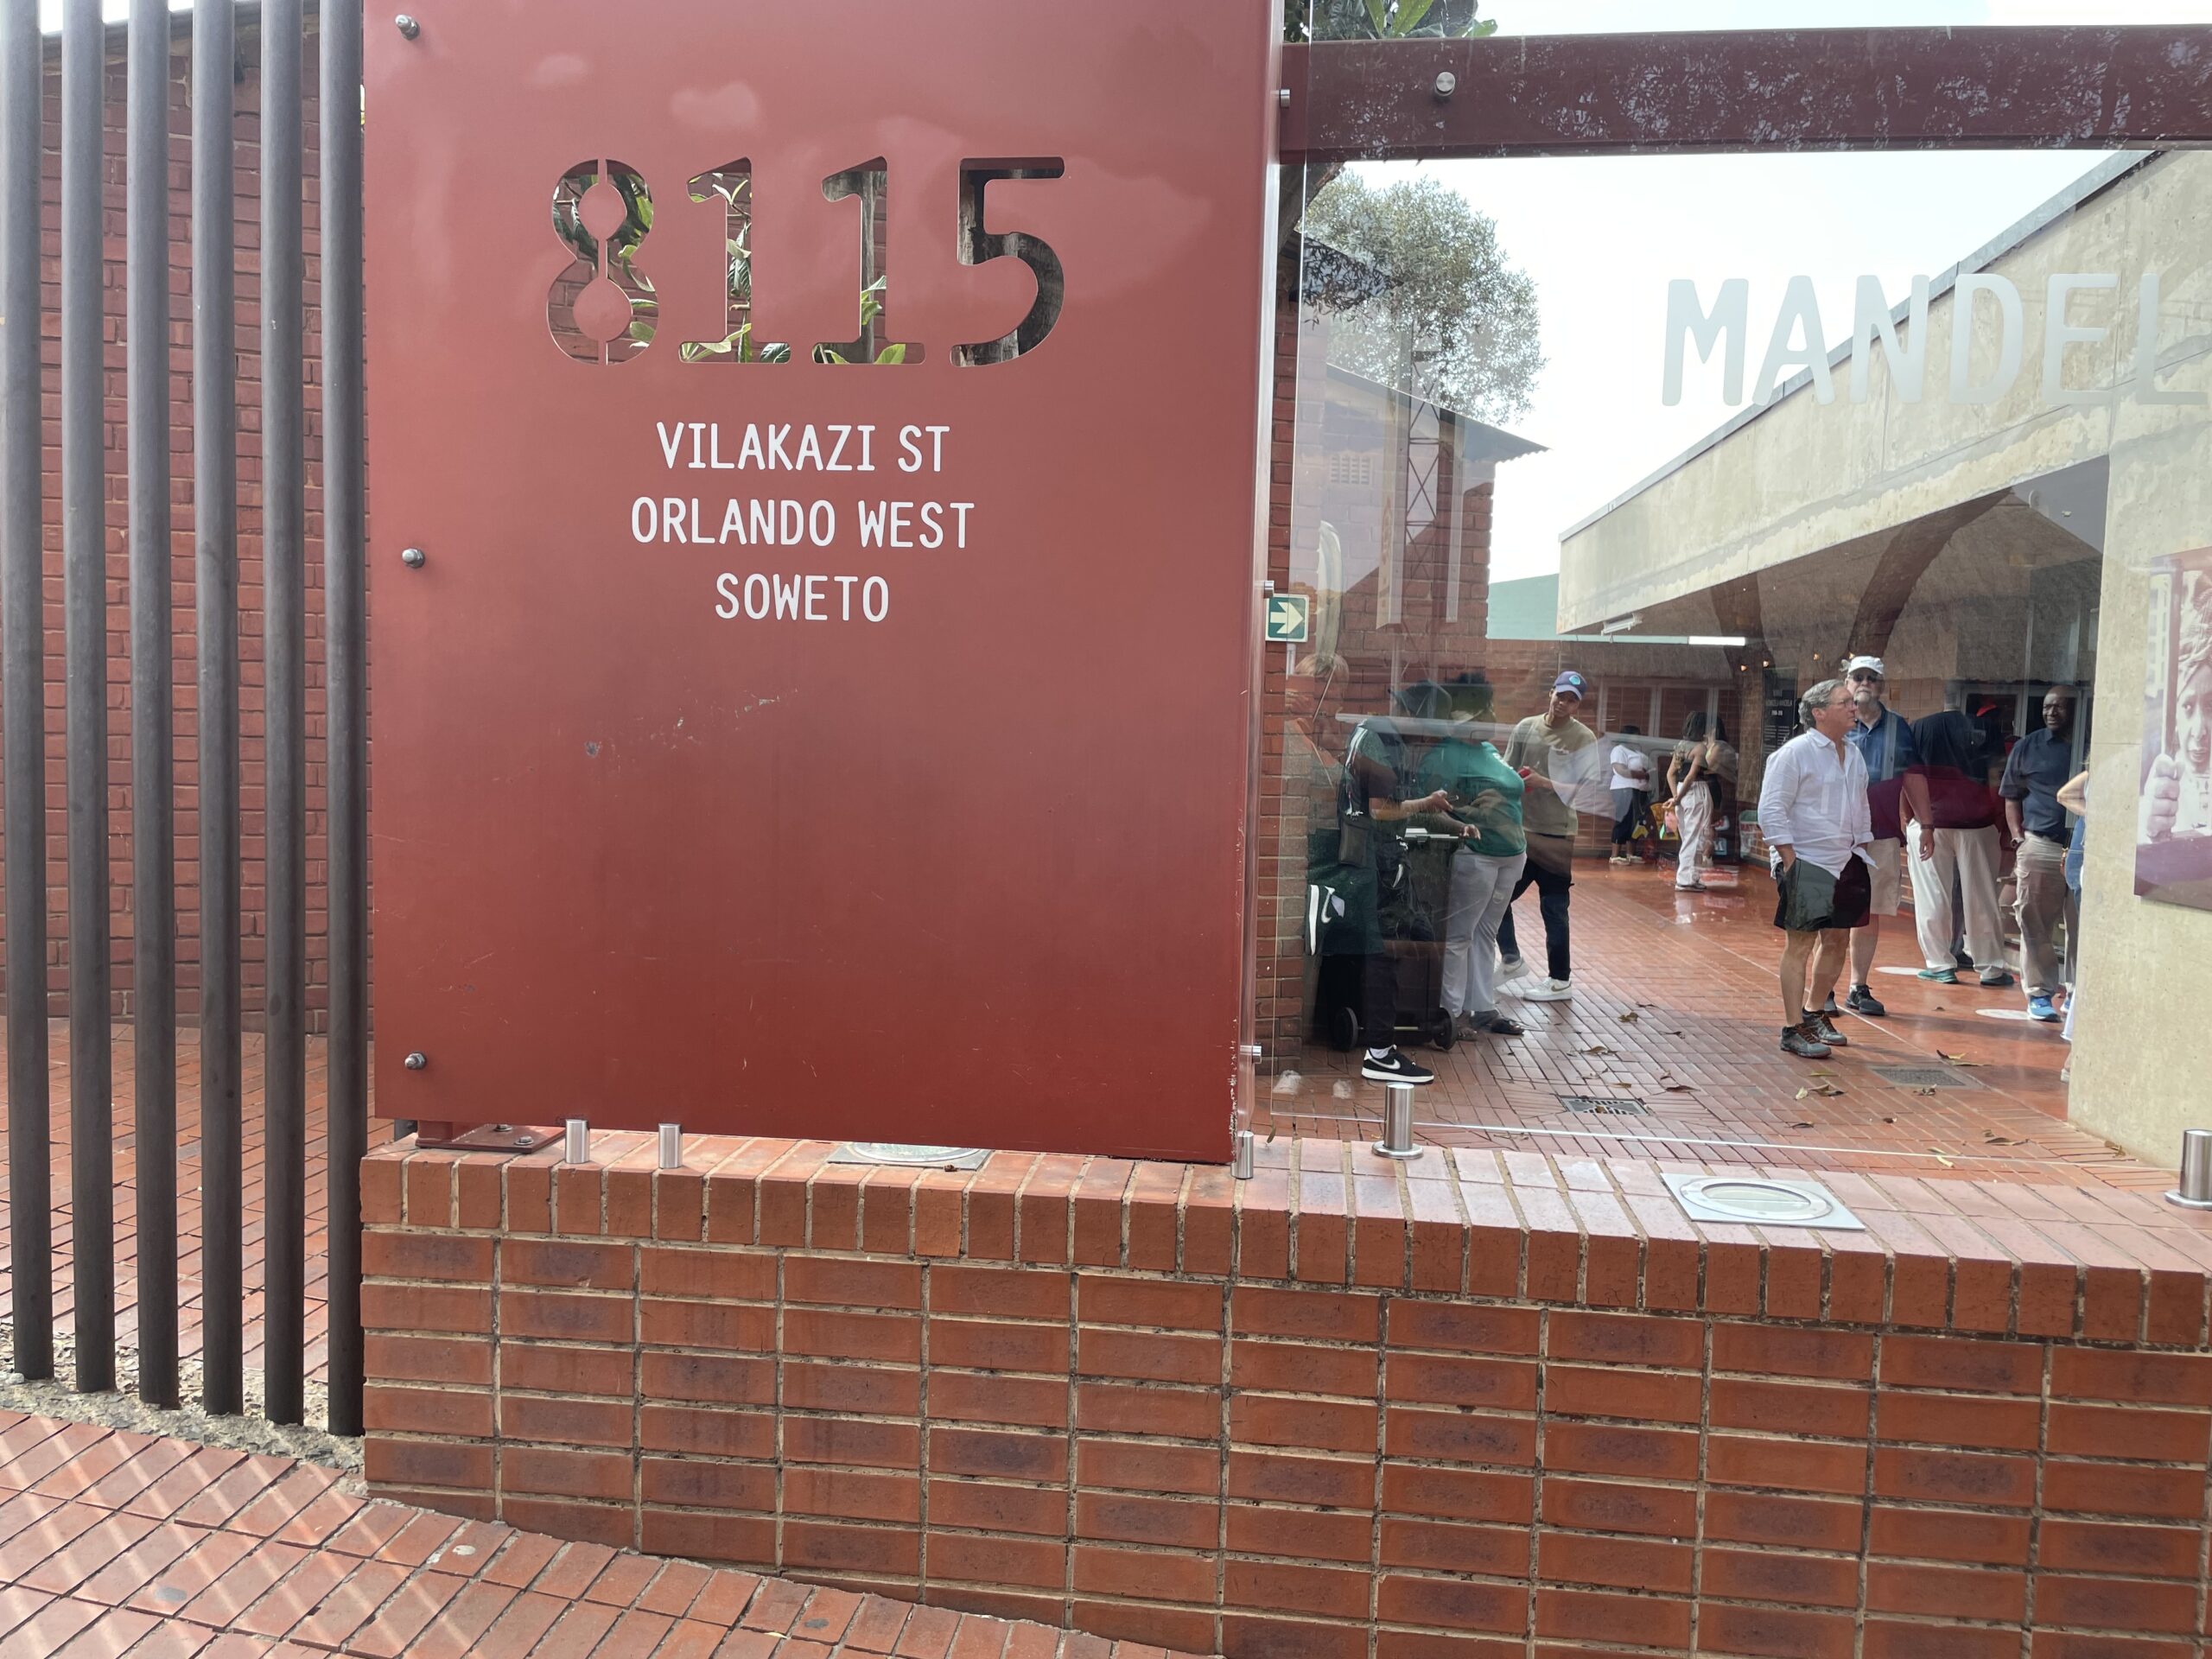 8115
VILAKAZI ST
ORLANDO WEST
SOWETO
MANDEL